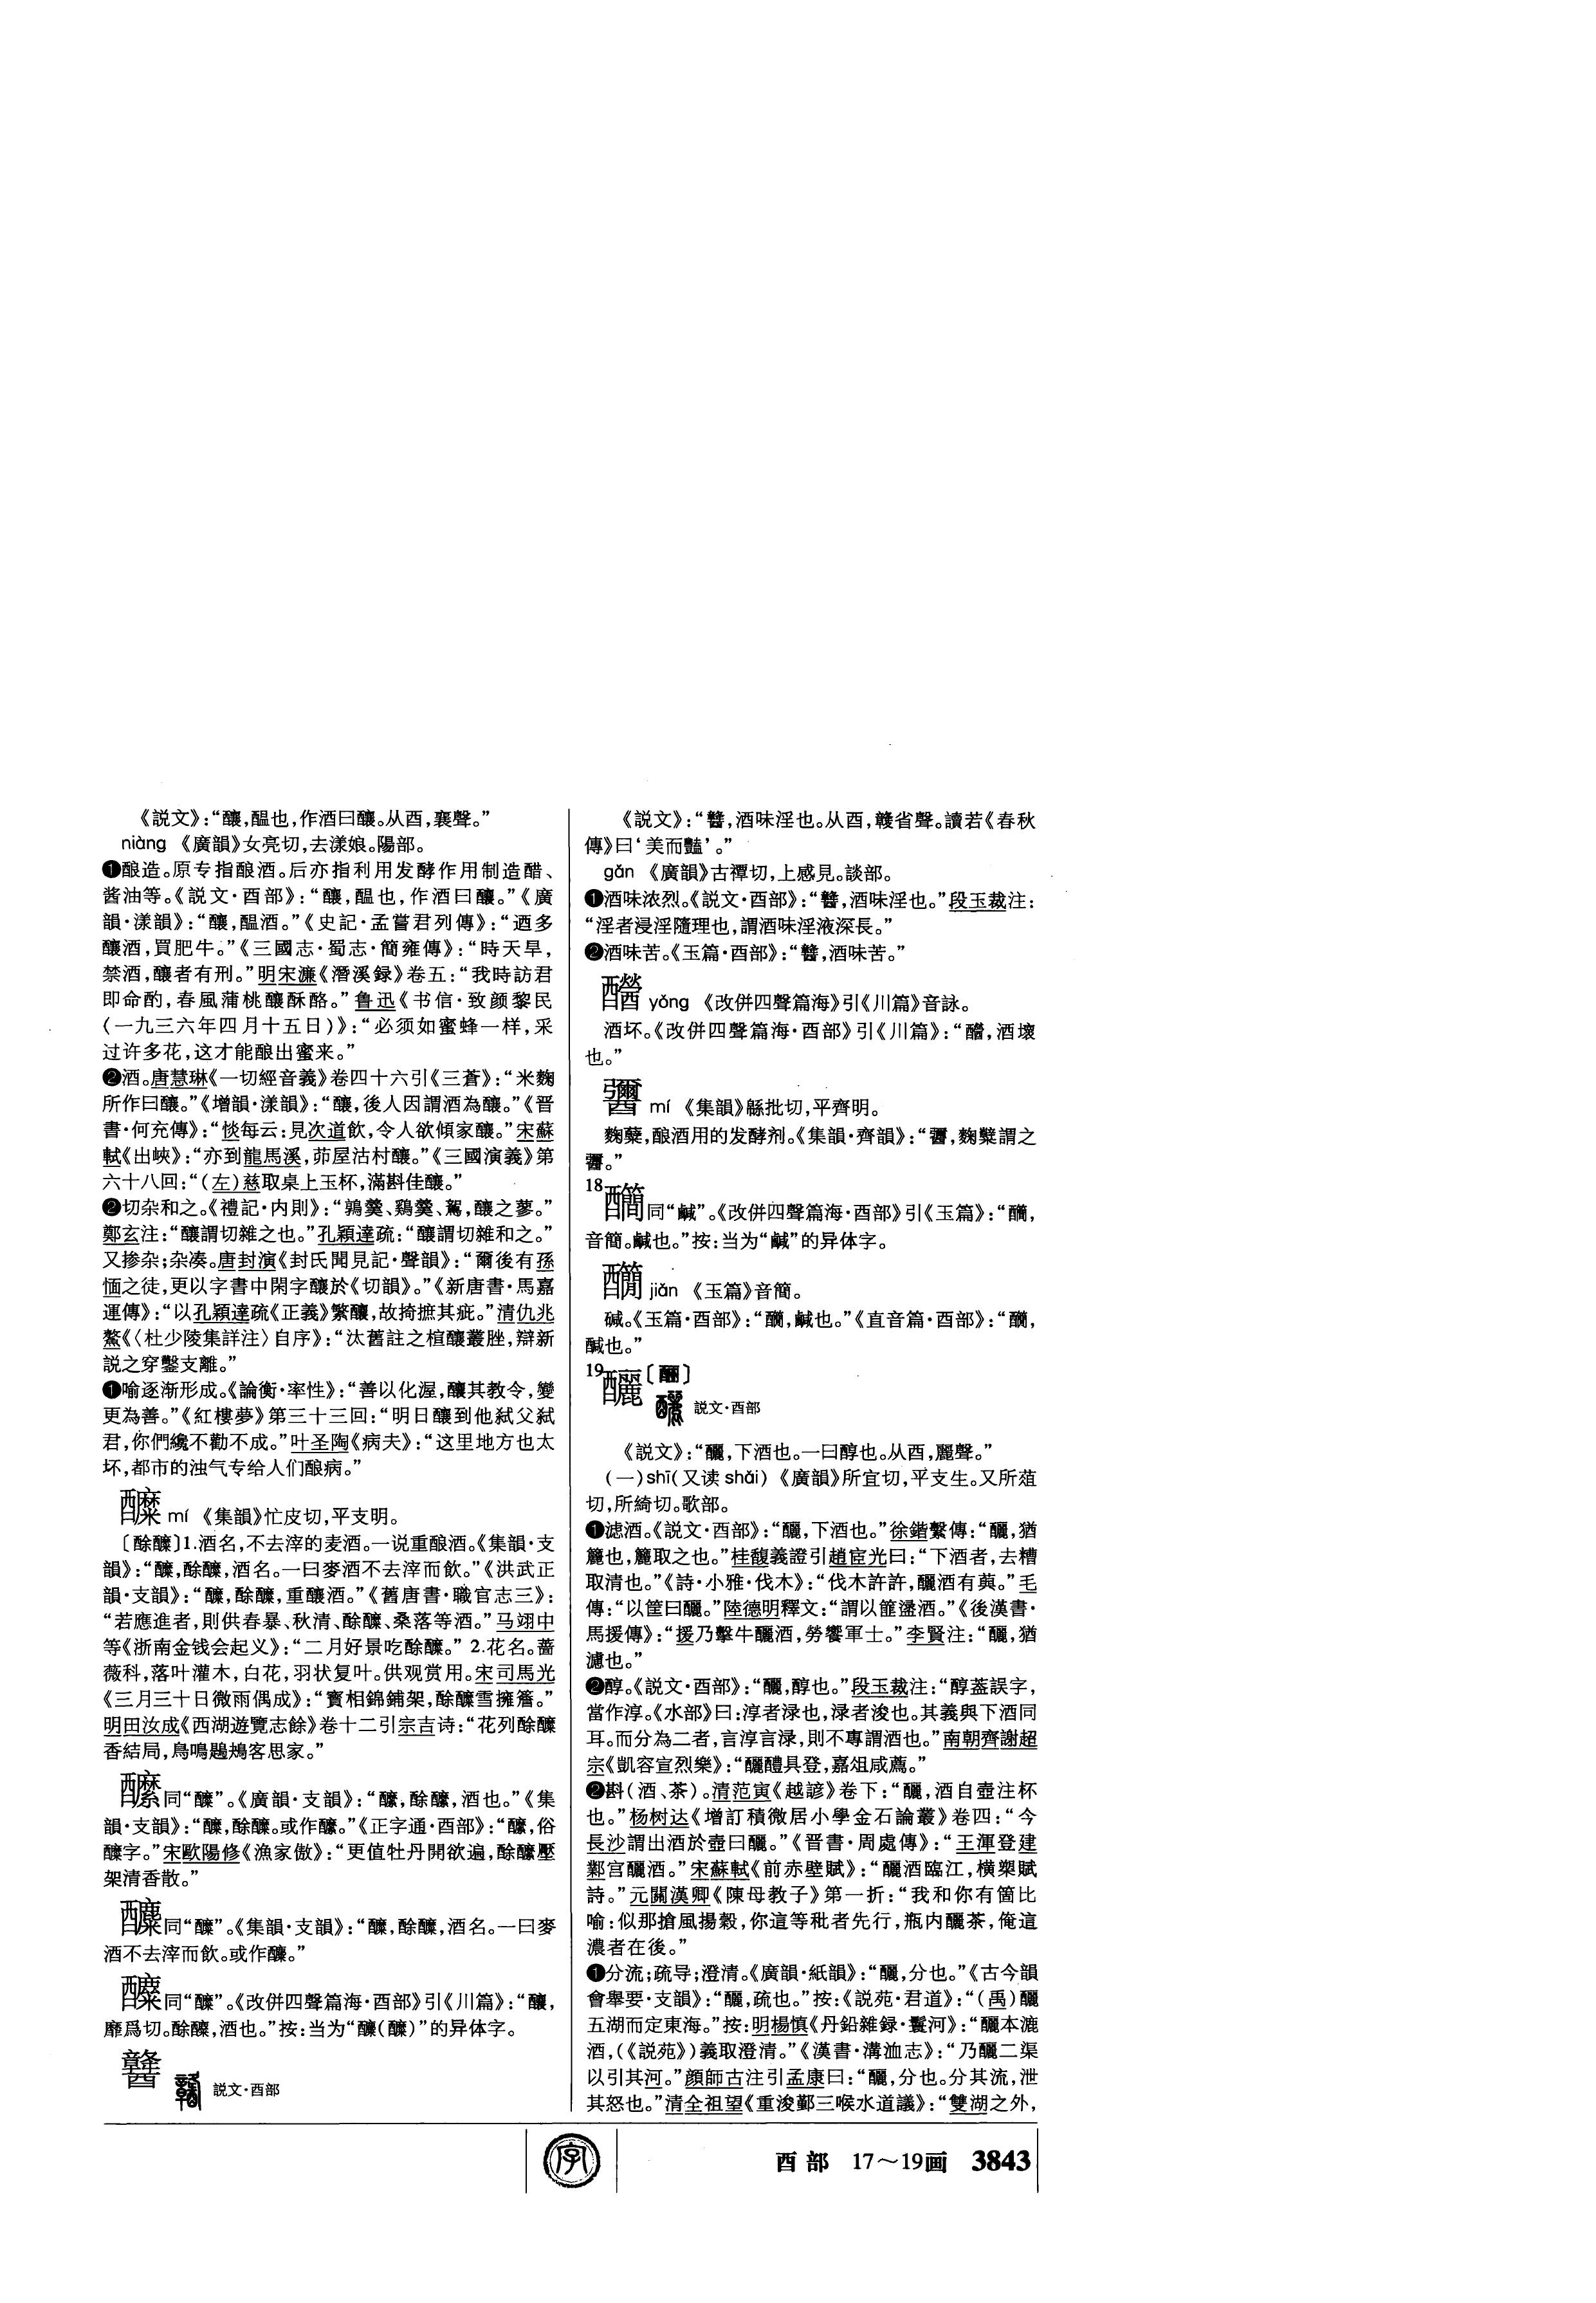 《説文》：“釀，醖也，作酒曰釀。从酉，襄聲。”
niàng 《廣韻》女亮切，去漾娘。陽部。
❶酿造。原专指酿酒。后亦指利用发酵作用制造醋、
酱油等。《説文·酉部》：“釀，醖也，作酒曰釀。”《廣
韻·漾韻》：“釀，醖酒。”《史記·孟嘗君列傳》：“迺多
釀酒，買肥牛。”《三國志·蜀志·簡雍傳》：“時天旱，
禁酒，釀者有刑。”明宋濂《潛溪録》卷五：“我時訪君
即命酌，春風蒲桃釀酥酪。”鲁迅《书信·致颜黎民
（一九三六年四月十五日）》：“必须如蜜蜂一样，采
过许多花，这才能酿出蜜来。”
❷酒。唐慧琳《一切經音義》卷四十六引《三蒼》：“米麴
所作曰釀。”《增韻·漾韻》：“釀，後人因謂酒為釀。”《晋
書·何充傳》：“惔每云：見次道飲，令人欲傾家釀。”宋蘇
軾《出峽》：“亦到龍馬溪，茆屋沽村釀。”《三國演義》第
六十八回：“（左）慈取桌上玉杯，滿斟佳釀。”
❷切杂和之。《禮記·内則》：“鶉羹、鷄羹、鴽，釀之蓼。”
鄭玄注：“釀謂切雜之也。”孔穎達疏：“釀謂切雜和之。”
又掺杂；杂凑。唐封演《封氏聞見記·聲韻》：“爾後有孫
愐之徒，更以字書中閑字釀於《切韻》。”《新唐書·馬嘉
運傳》：“以孔穎達疏《正義》繁釀，故掎摭其疵。”清仇兆
鰲《〈杜少陵集詳注〉自序》：“汰舊註之楦釀叢脞，辯新
説之穿鑿支離。”
❶喻逐渐形成。《論衡·率性》：“善以化渥，釀其教令，變
更為善。”《紅樓夢》第三十三回：“明日釀到他弑父弑
君，你們纔不勸不成。”叶圣陶《病夫》：“这里地方也太
坏，都市的浊气专给人们酿病。”
醾 mí 《集韻》忙皮切，平支明。
〔酴醾〕1.酒名，不去滓的麦酒。一说重酿酒。《集韻·支
韻》：“醾，酴醾，酒名。一曰麥酒不去滓而飲。”《洪武正
韻·支韻》：“醾，酴醾，重釀酒。”《舊唐書·職官志三》：
“若應進者，則供春暴、秋清、酴醾、桑落等酒。”马翊中
等《浙南金钱会起义》：“二月好景吃酴醾。” 2.花名。蔷
薇科，落叶灌木，白花，羽状复叶。供观赏用。宋司馬光
《三月三十日微雨偶成》：“寳相錦鋪架，酴醾雪擁簷。”
明田汝成《西湖遊覽志餘》卷十二引宗吉诗：“花列酴醾
香結局，鳥鳴鶗鴂客思家。”
同“醾”。《廣韻·支韻》：“，酴，酒也。”《集
韻·支韻》：“醾，酴醾。或作。”《正字通·酉部》：“，俗
醾字。”宋歐陽修《漁家傲》：“更值牡丹開欲遍，酴醾壓
架清香散。”
同“醾”。《集韻·支韻》：“醾，酴醾，酒名。一曰麥
酒不去滓而飲。或作。”
同“醾”。《改併四聲篇海·酉部》引《川篇》：“，
靡爲切。酴，酒也。”按：当为“醾”的异体字。
説文·酉部
《説文》：“，酒味淫也。从酉，竷省聲。讀若《春秋
傳》曰‘美而豔’。”
gǎn 《廣韻》古禫切，上感見。談部。
❶酒味浓烈。《説文·酉部》：“，酒味淫也。”段玉裁注：
“淫者浸淫隨理也，謂酒味淫液深長。”
❷酒味苦。《玉篇·酉部》：“，酒味苦。”
yǒng 《改併四聲篇海》引《川篇》音詠。
酒坏。《改併四聲篇海·酉部》引《川篇》：“，酒壞
也。”
mí 《集韻》緜批切，平齊明。
麴蘖，酿酒用的发酵剂。《集韻·齊韻》：“，麴糵謂之
。”
18
同“鹹”。《改併四聲篇海·酉部》引《玉篇》：“，
音簡。鹹也。”按：当为“鹹”的异体字。
jiǎn 《玉篇》音簡。
碱。《玉篇·酉部》：“，鹹也。”《直音篇·酉部》：“，
醎也。”
19
釃〔酾〕
説文·酉部
《説文》：“釃，下酒也。一曰醇也。从酉，麗聲。”
（一）shī（又读 shāi）《廣韻》所宜切，平支生。又所葅
切，所綺切。歌部。
❶滤酒。《説文·酉部》：“釃，下酒也。”徐鍇繫傳：“釃，猶
籭也，籭取之也。”桂馥義證引趙宧光曰：“下酒者，去糟
取清也。”《詩·小雅·伐木》：“伐木許許，釃酒有藇。”毛
傳：“以筐曰釃。”陸德明釋文：“謂以篚盪酒。”《後漢書·
馬援傳》：“援乃擊牛釃酒，勞饗軍士。”李賢注：“釃，猶
濾也。”
❷醇。《説文·酉部》：“釃，醇也。”段玉裁注：“醇葢誤字，
當作淳。《水部》曰：淳者渌也，渌者浚也。其義與下酒同
耳。而分為二者，言淳言渌，則不專謂酒也。”南朝齊謝超
宗《凱容宣烈樂》：“釃醴具登，嘉俎咸薦。”
❷斟（酒、茶）。清范寅《越諺》卷下：“釃，酒自壺注杯
也。”杨树达《增訂積微居小學金石論叢》卷四：“今
長沙謂出酒於壺曰釃。”《晋書·周處傳》：“王渾登建
鄴宫釃酒。”宋蘇軾《前赤壁賦》：“釃酒臨江，横槊賦
詩。”元關漢卿《陳母教子》第一折：“我和你有箇比
喻：似那搶風揚穀，你這等秕者先行，瓶内釃茶，俺這
濃者在後。”
❶分流；疏导；澄清。《廣韻·紙韻》：“釃，分也。”《古今韻
會舉要·支韻》：“釃，疏也。”按：《説苑·君道》：“（禹）釃
五湖而定東海。”按：明楊慎《丹鉛雜録·釃河》：“釃本漉
酒，（《説苑》）義取澄清。”《漢書·溝洫志》：“乃釃二渠
以引其河。”顔師古注引孟康曰：“釃，分也。分其流，泄
其怒也。”清全祖望《重浚鄞三喉水道議》：“雙湖之外，
字
酉部 17～19画 3843